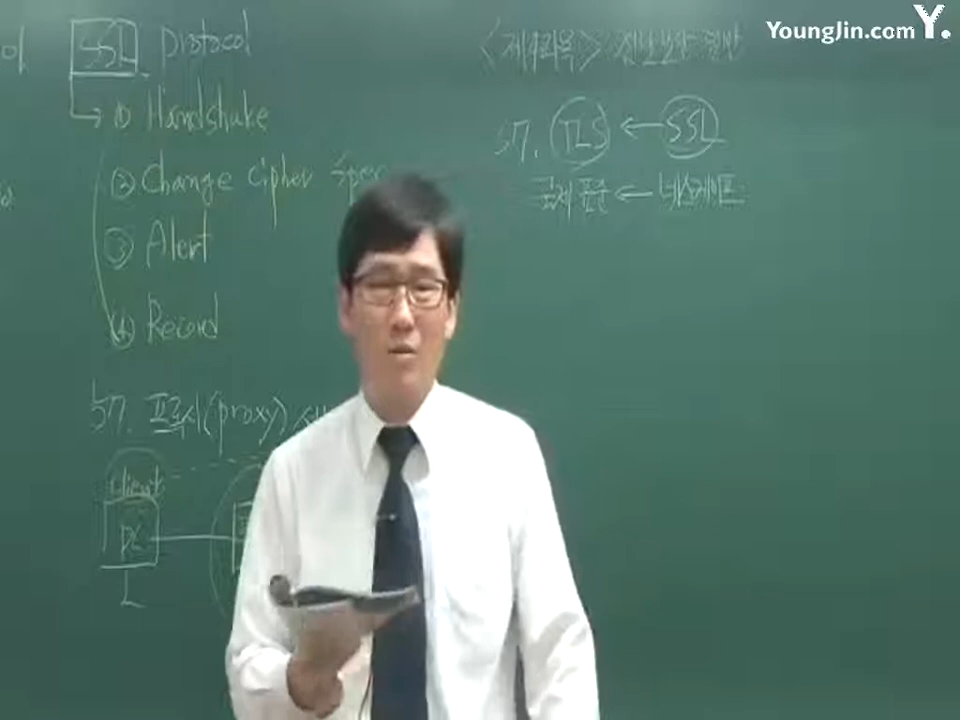 YoungJin.com Y.
SSL protocol
① Handshake
② Change Cipher Spec
③ Alert
④ Record
57. 프록시(proxy)
client
PC
<제4과목> 정보보안 일반
57. TLS ← SSL
국제 표준 ← 넷스케이프